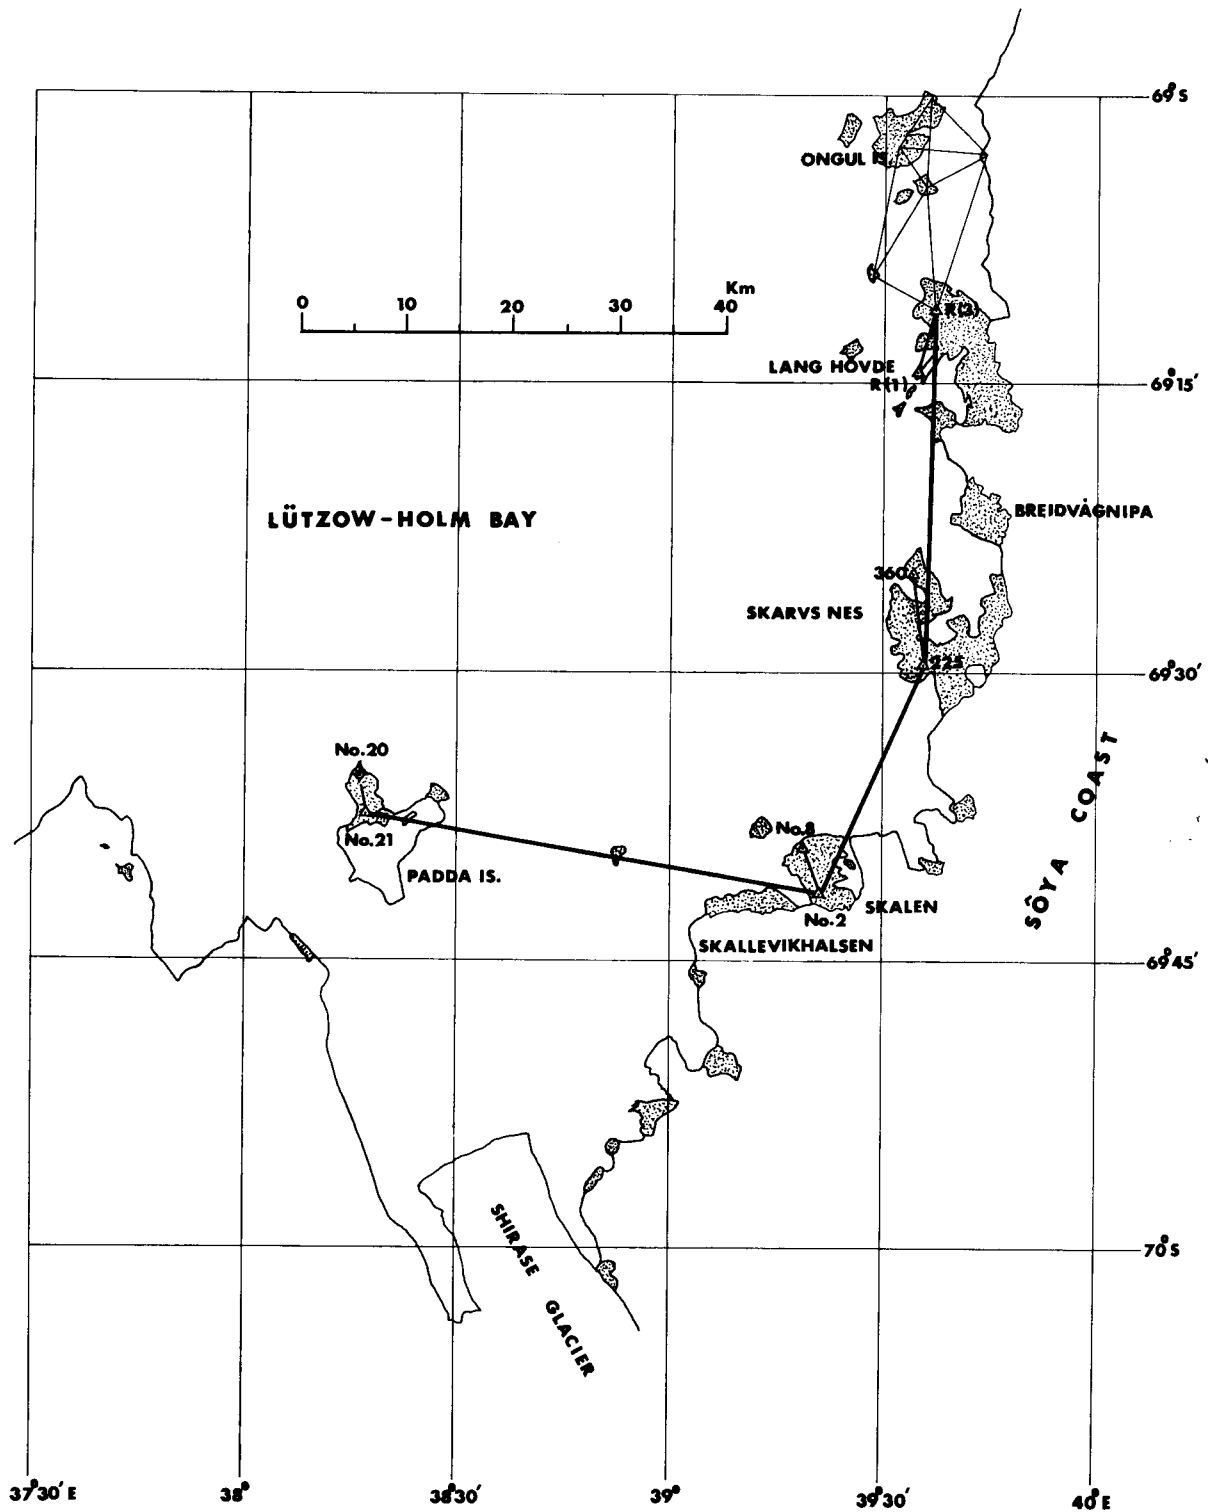 69°S
ONGUL IS.
Km
0 10 20 30 40
R(3)
LANG HOVDE
R(1)
69°15'
LÜTZOW-HOLM BAY
BREIDVÅGNIPA
360
SKARVS NES
225
69°30'
No.20
SÔYA COAST
No.8
No.21
PADDA IS.
SKALEN
No.2
SKALLEVIKHALSEN
69°45'
SHIRASE GLACIER
70°S
37°30'E 38° 38°30' 39° 39°30' 40°E